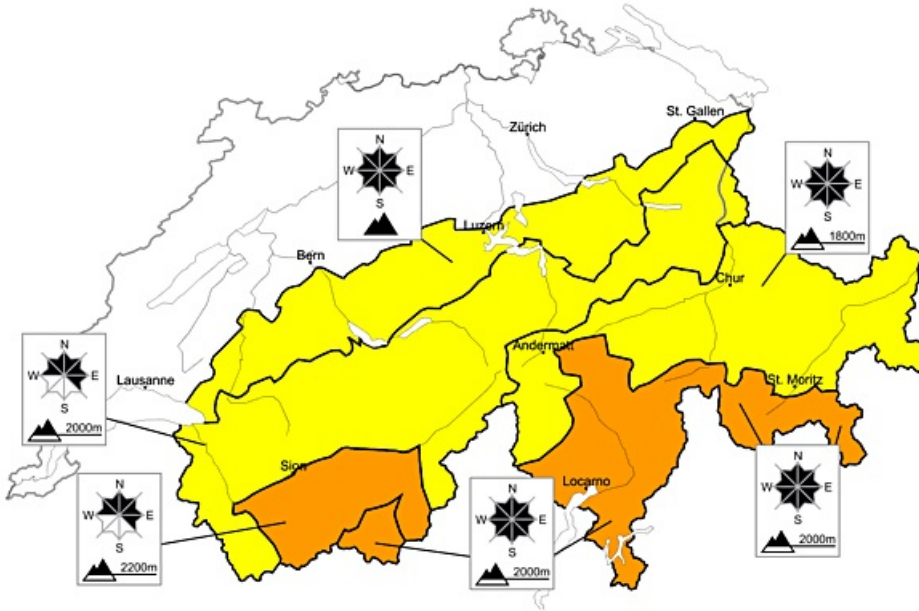 St. Gallen
Zürich
N
W E
S
N
W E
S
1800m
Luzern
Bern
Chur
Andermatt
N
W E
S
2000m
Lausanne
St. Moritz
Sion
N
W E
S
2200m
Locarno
N
W E
S
2000m
N
W E
S
2000m